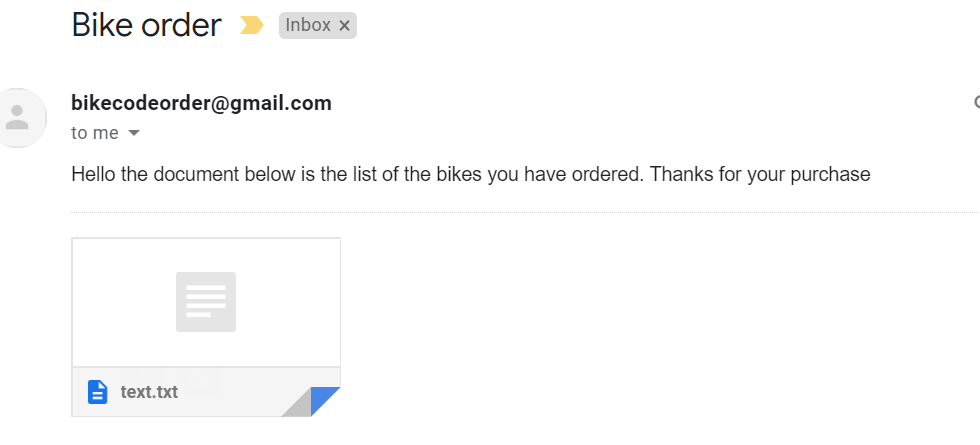 Bike order Inbox ×
bikecodeorder@gmail.com
to me
Hello the document below is the list of the bikes you have ordered. Thanks for your purchase
text.txt